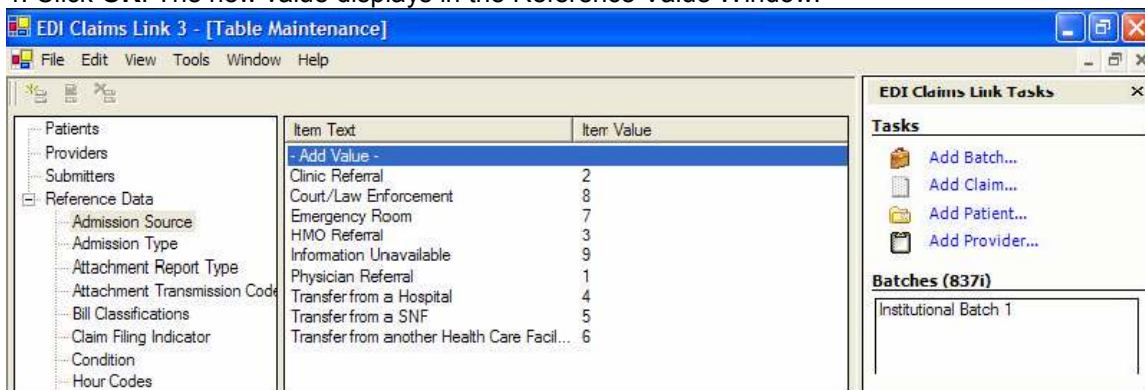 4. Click OK. The new value displays in the Reference Value Window.
EDI Claims Link 3 - [Table Maintenance]
File Edit View Tools Window Help
Patients
Providers
Submitters
Reference Data
Admission Source
Admission Type
Attachment Report Type
Attachment Transmission Code
Bill Classifications
Claim Filing Indicator
Condition
Hour Codes
Item Text Item Value
- Add Value -
Clinic Referral 2
Court/Law Enforcement 8
Emergency Room 7
HMO Referral 3
Information Unavailable 9
Physician Referral 1
Transfer from a Hospital 4
Transfer from a SNF 5
Transfer from another Health Care Facil... 6
EDI Claims Link Tasks
Tasks
Add Batch...
Add Claim...
Add Patient...
Add Provider...
Batches (837i)
Institutional Batch 1